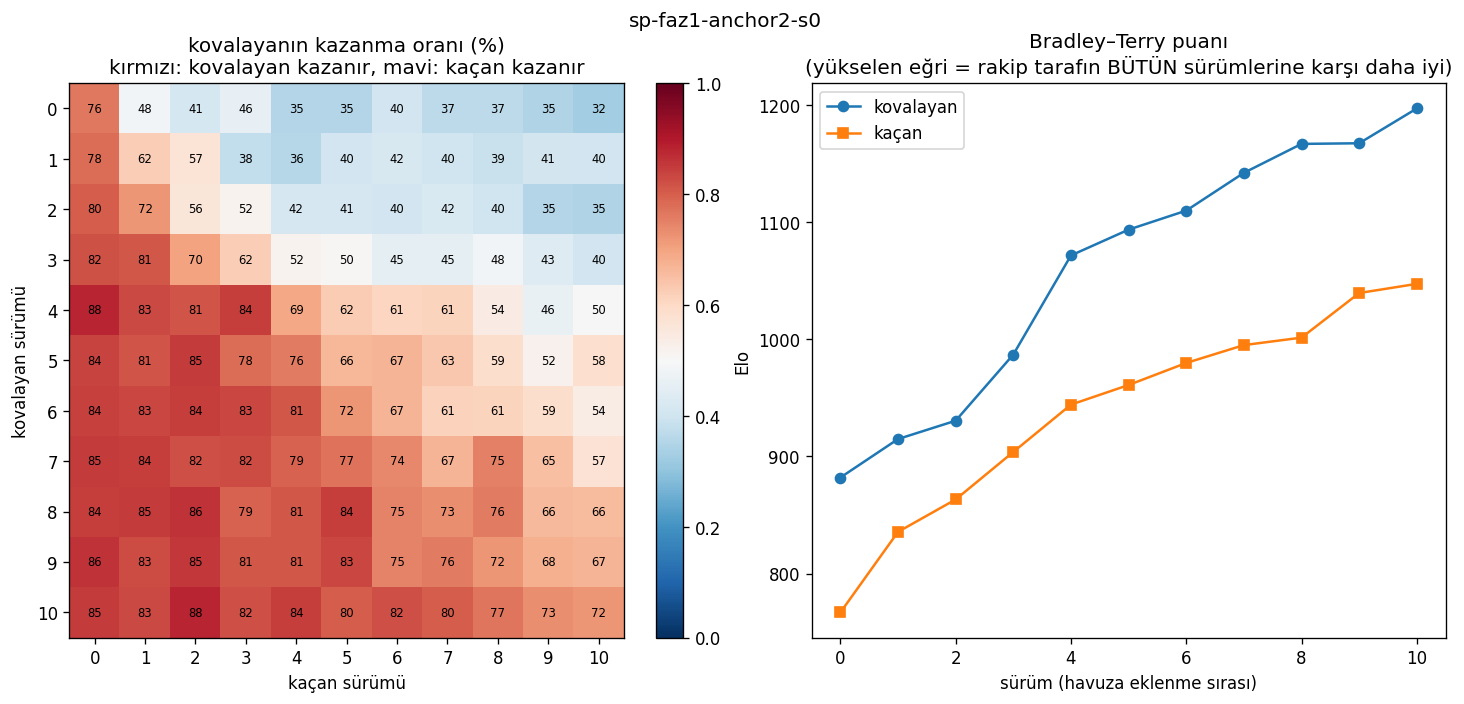 sp-faz1-anchor2-s0
kovalayanın kazanma oranı (%)
kırmızı: kovalayan kazanır, mavi: kaçan kazanır
kovalayan sürümü
0 76 48 41 46 35 35 40 37 37 35 32
1 78 62 57 38 36 40 42 40 39 41 40
2 80 72 56 52 42 41 40 42 40 35 35
3 82 81 70 62 52 50 45 45 48 43 40
4 88 83 81 84 69 62 61 61 54 46 50
5 84 81 85 78 76 66 67 63 59 52 58
6 84 83 84 83 81 72 67 61 61 59 54
7 85 84 82 82 79 77 74 67 75 65 57
8 84 85 86 79 81 84 75 73 76 66 66
9 86 83 85 81 81 83 75 76 72 68 67
10 85 83 88 82 84 80 82 80 77 73 72
0 1 2 3 4 5 6 7 8 9 10
kaçan sürümü
1.0
0.8
0.6
0.4
0.2
0.0
Bradley–Terry puanı
(yükselen eğri = rakip tarafın BÜTÜN sürümlerine karşı daha iyi)
kovalayan
kaçan
Elo
1200
1100
1000
900
800
0 2 4 6 8 10
sürüm (havuza eklenme sırası)